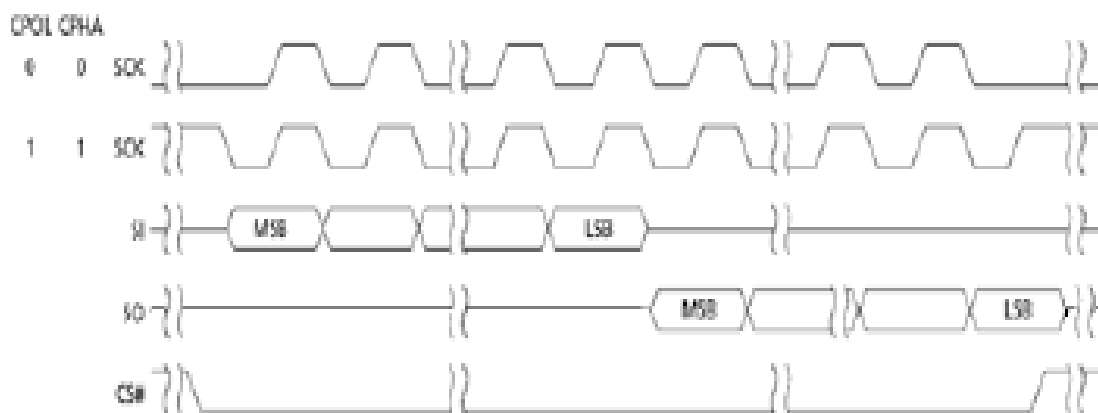 CPOL CPHA
0 0 SCK
1 1 SCK
SI MSB LSB
SO MSB LSB
CS#